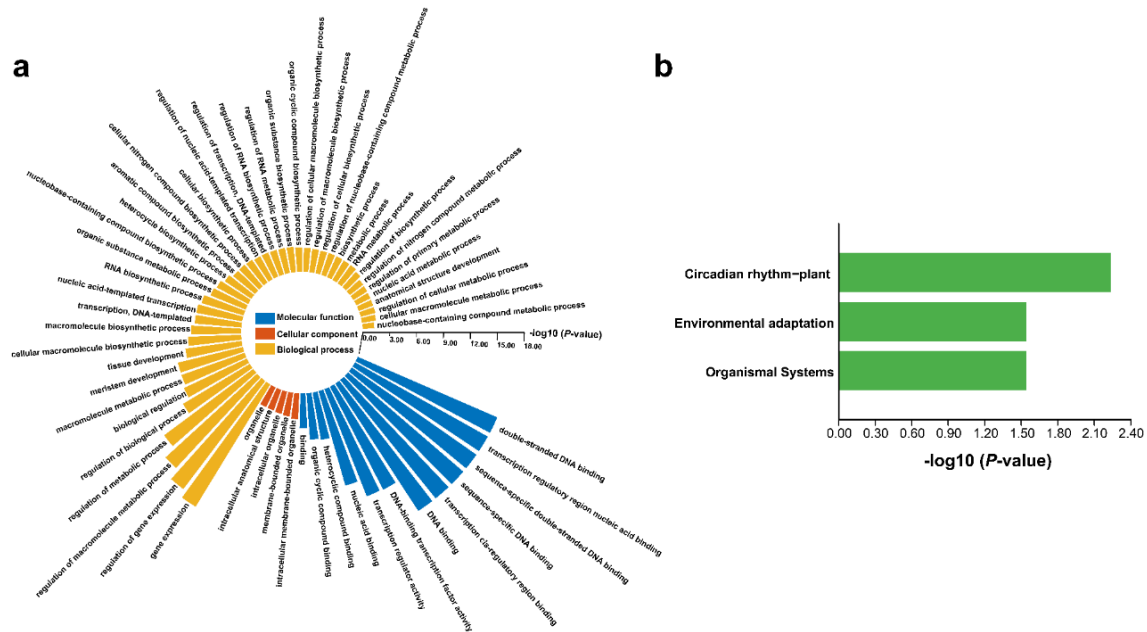 a
nucleobase-containing compound biosynthetic process
heterocycle biosynthetic process
aromatic compound biosynthetic process
cellular nitrogen compound biosynthetic process
cellular biosynthetic process
regulation of nucleic acid-templated transcription
regulation of transcription, DNA-templated
regulation of RNA biosynthetic process
regulation of RNA metabolic process
organic substance biosynthetic process
organic cyclic compound biosynthetic process
regulation of cellular macromolecule biosynthetic process
regulation of macromolecule biosynthetic process
regulation of cellular biosynthetic process
regulation of nucleobase-containing compound metabolic process
biosynthetic process
metabolic process
RNA metabolic process
regulation of biosynthetic process
regulation of nitrogen compound metabolic process
regulation of primary metabolic process
nucleic acid metabolic process
anatomical structure development
regulation of cellular metabolic process
cellular macromolecule metabolic process
nucleobase-containing compound metabolic process
organic substance metabolic process
RNA biosynthetic process
nucleic acid-templated transcription
transcription, DNA-templated
macromolecule biosynthetic process
cellular macromolecule biosynthetic process
tissue development
meristem development
macromolecule metabolic process
biological regulation
regulation of biological process
regulation of metabolic process
regulation of macromolecule metabolic process
regulation of gene expression
gene expression
Molecular function
Cellular component
Biological process
-log10 (P-value)
0.00 3.00 6.00 9.00 12.00 15.00 18.00
organelle
intracellular anatomical structure
intracellular organelle
membrane-bounded organelle
intracellular membrane-bounded organelle
binding
organic cyclic compound binding
heterocyclic compound binding
nucleic acid binding
transcription regulator activity
DNA-binding transcription factor activity
DNA binding
transcription cis-regulatory region binding
sequence-specific DNA binding
sequence-specific double-stranded DNA binding
transcription regulatory region nucleic acid binding
double-stranded DNA binding
b
Circadian rhythm-plant
Environmental adaptation
Organismal Systems
0.00 0.30 0.60 0.90 1.20 1.50 1.80 2.10 2.40
-log10 (P-value)